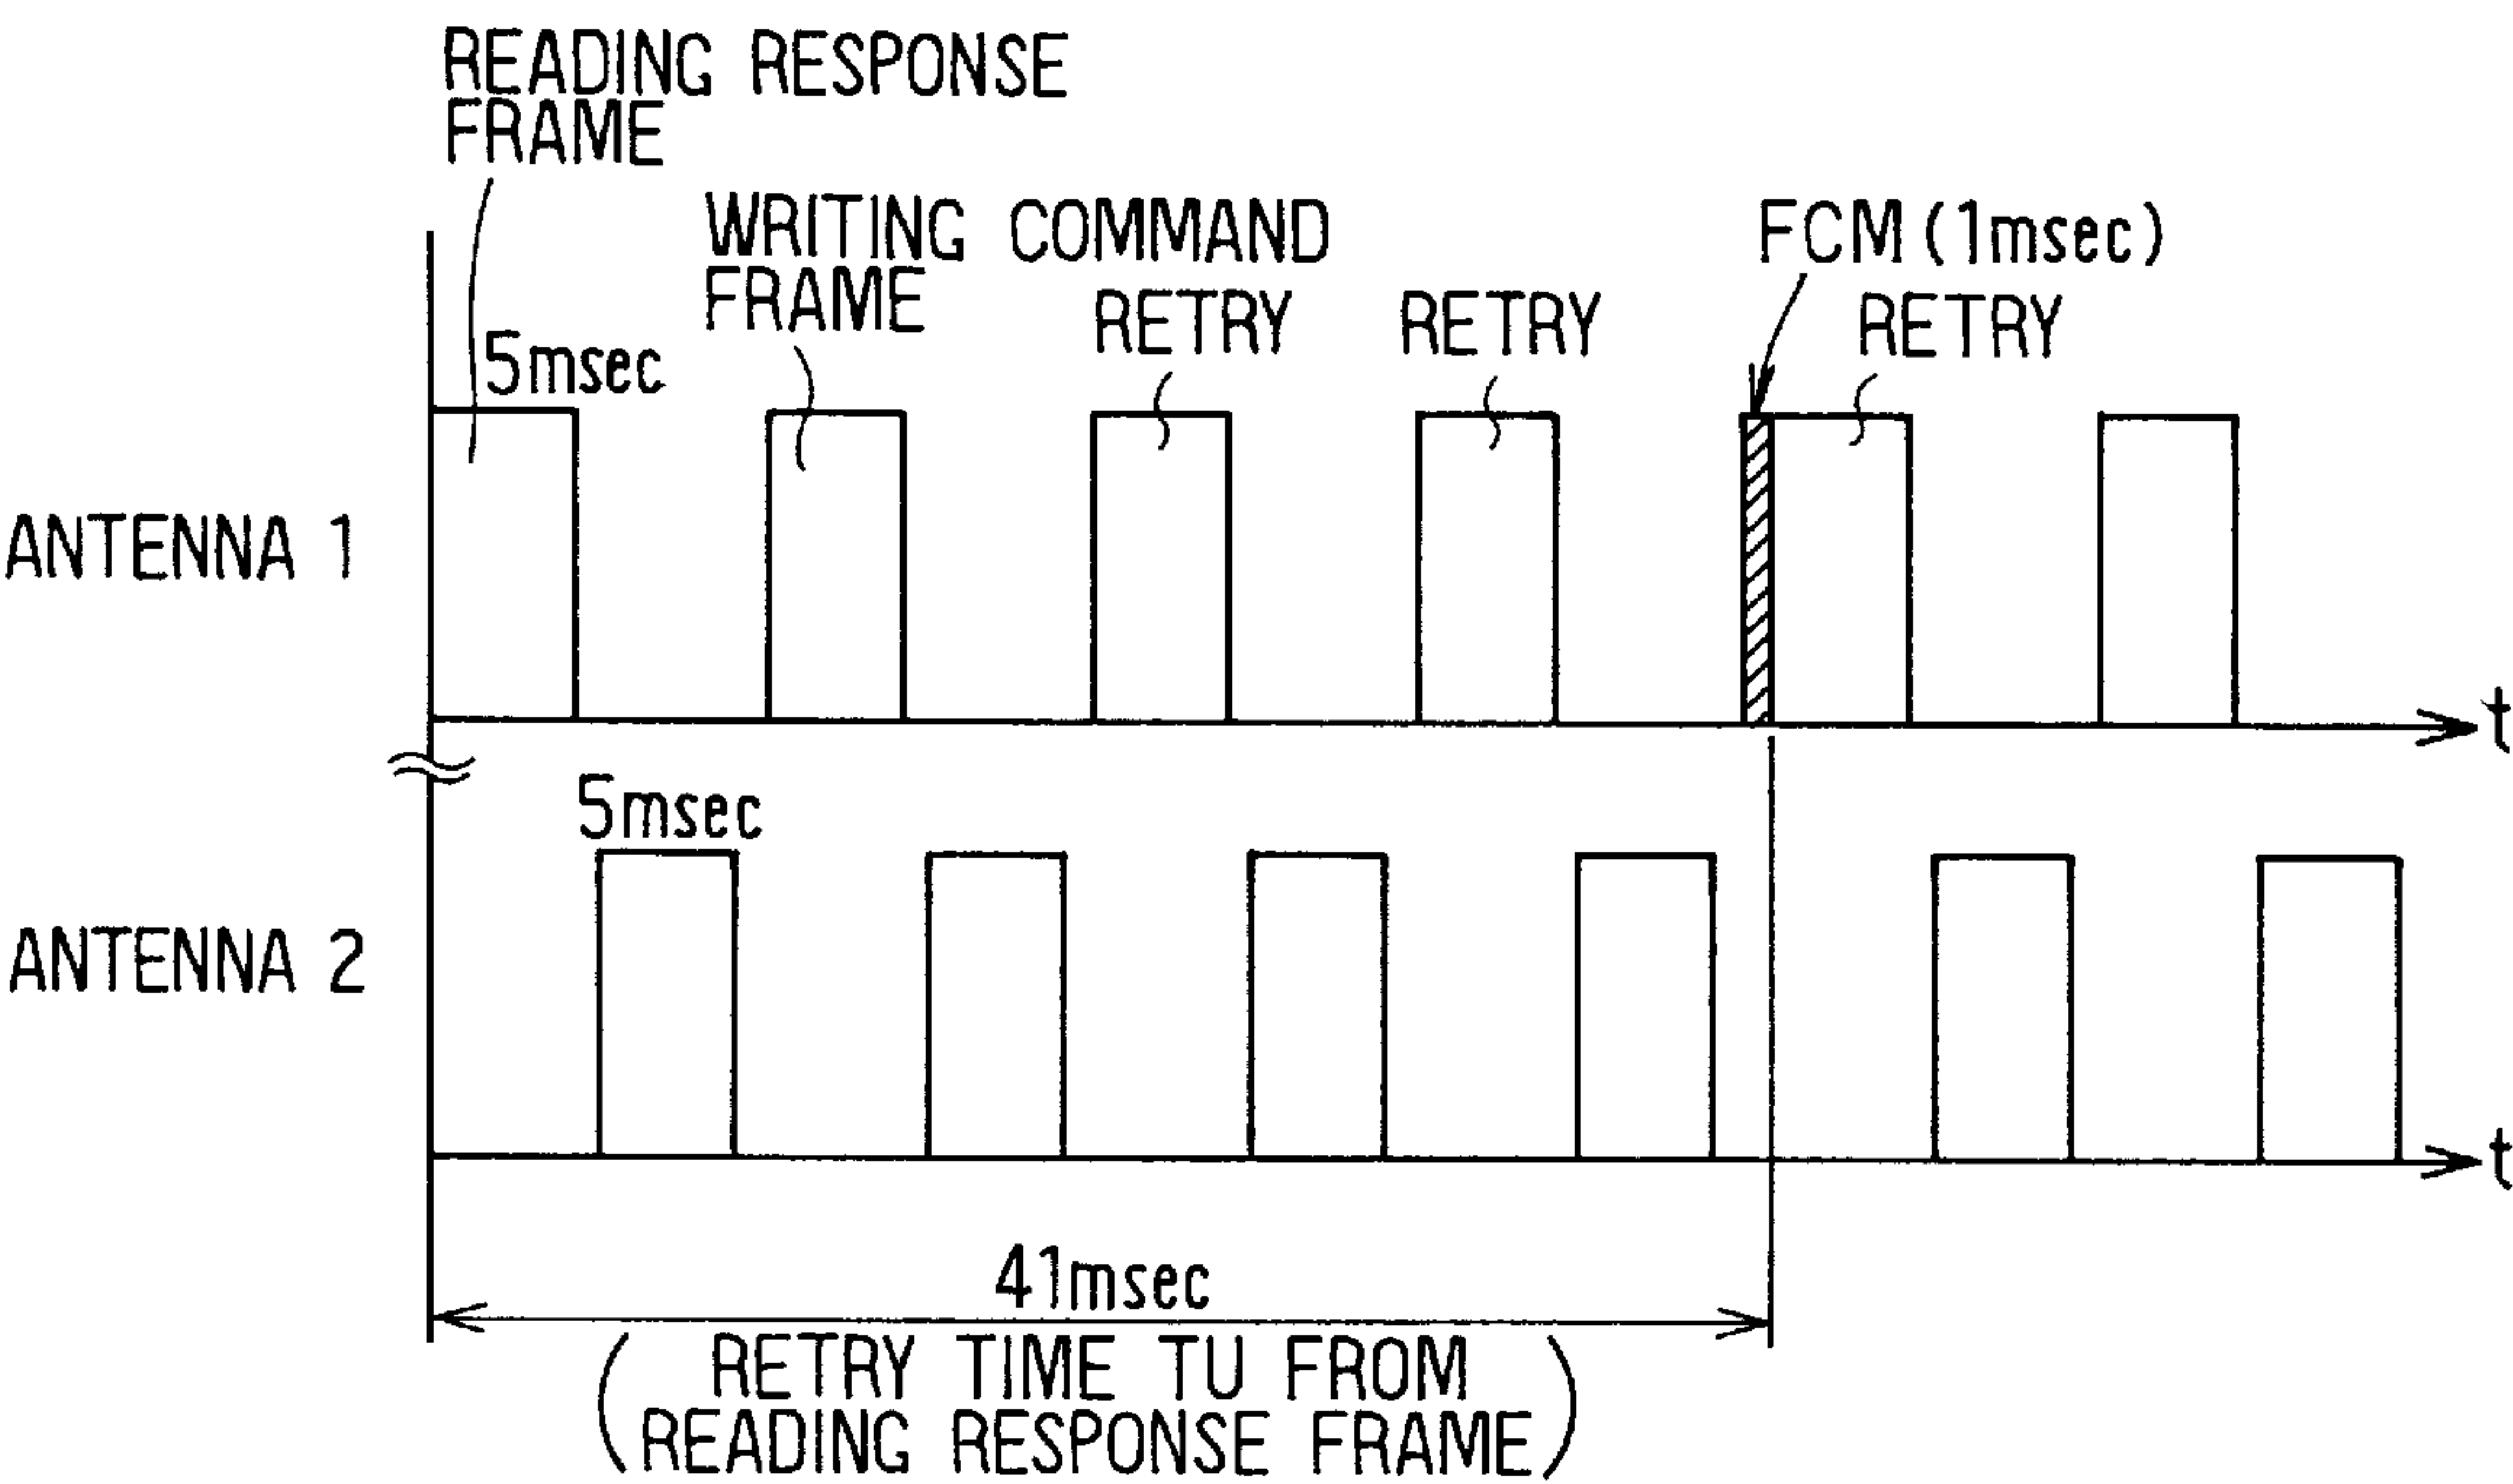 READING RESPONSE
FRAME
WRITING COMMAND
FRAME
FCM (1msec)
RETRY
RETRY
RETRY
5msec
ANTENNA 1
t
5msec
ANTENNA 2
t
41msec
( RETRY TIME TU FROM
READING RESPONSE FRAME )